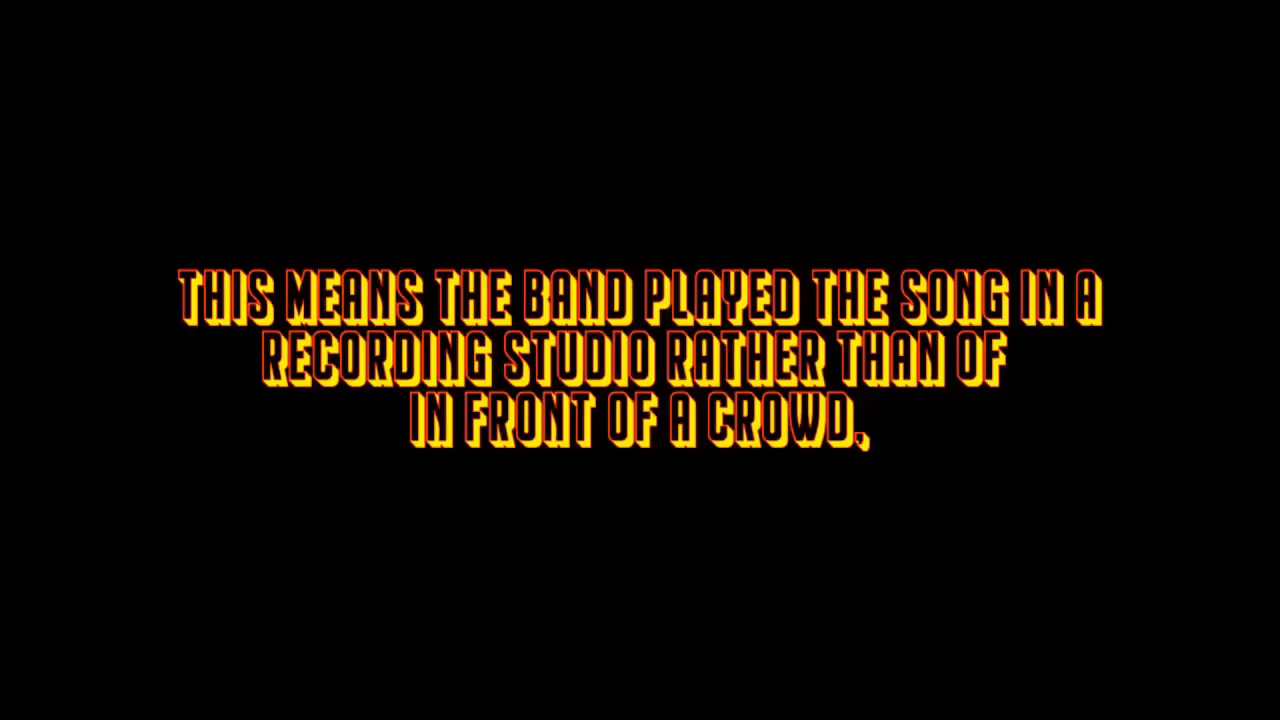 THIS MEANS THE BAND PLAYED THE SONG IN A
RECORDING STUDIO RATHER THAN OF
IN FRONT OF A CROWD,